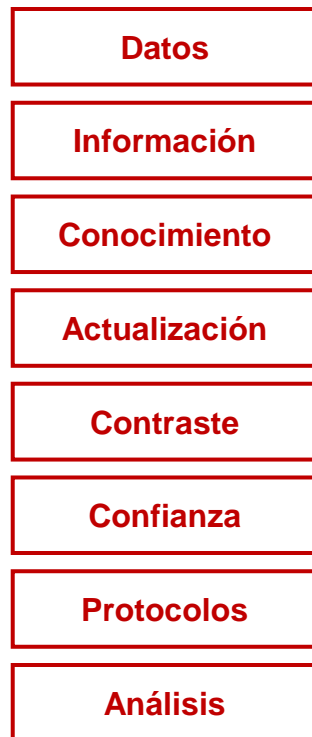 Datos
Información
Conocimiento
Actualización
Contraste
Confianza
Protocolos
Análisis